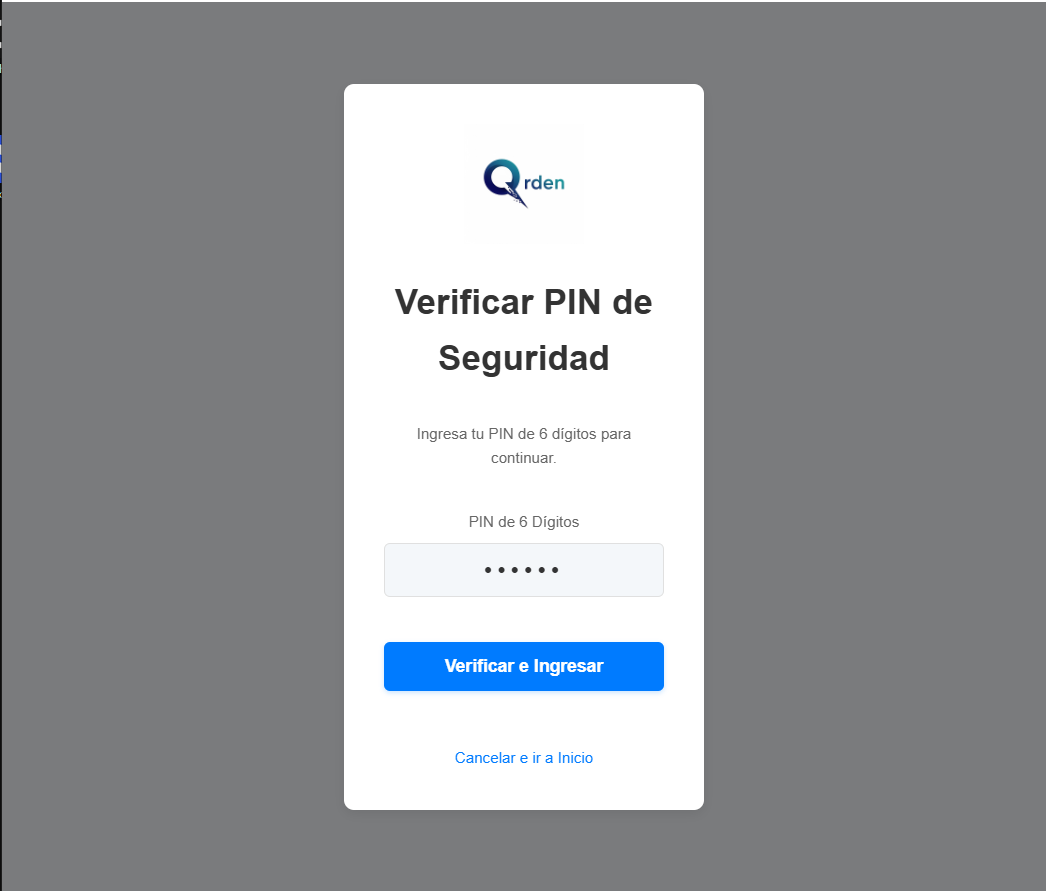 Qrden
Verificar PIN de
Seguridad
Ingresa tu PIN de 6 dígitos para
continuar.
PIN de 6 Dígitos
••••••
Verificar e Ingresar
Cancelar e ir a Inicio